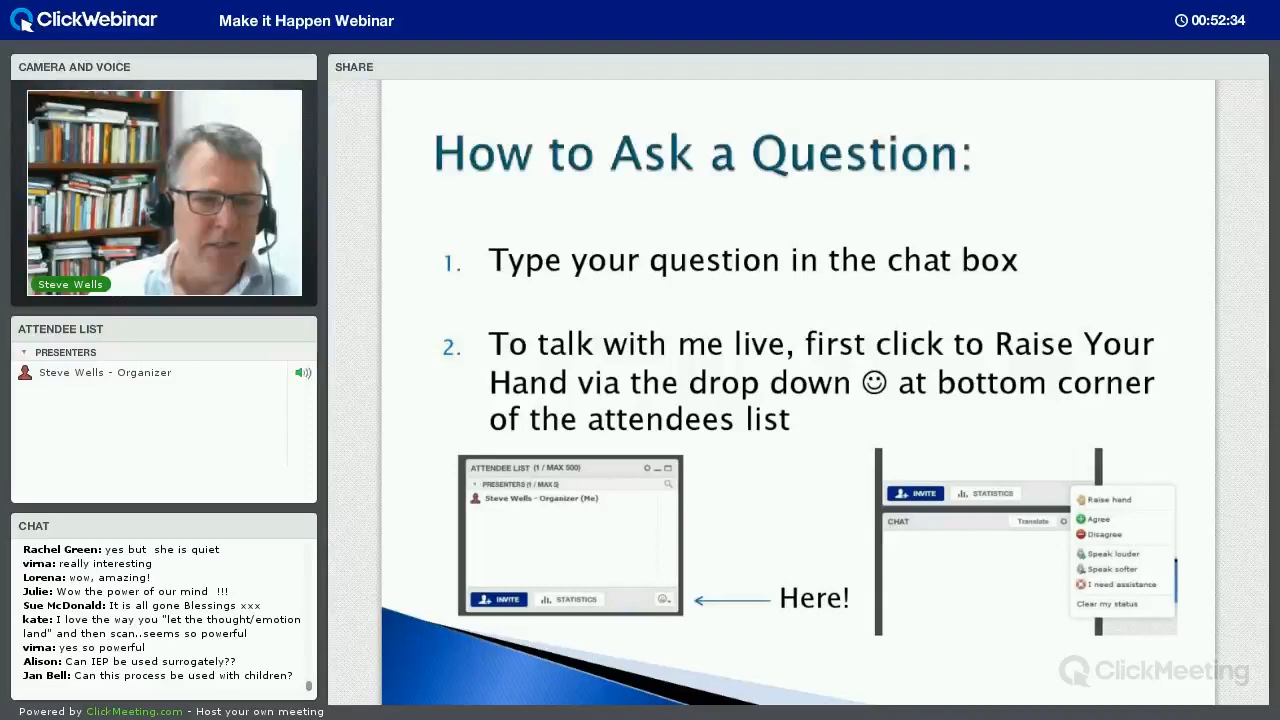 ClickWebinar
Make it Happen Webinar
00:52:34
CAMERA AND VOICE
Steve Wells
ATTENDEE LIST
PRESENTERS
Steve Wells - Organizer
CHAT
Rachel Green: yes but she is quiet
virna: really interesting
Lorena: wow, amazing!
Julie: Wow the power of our mind !!!
Sue McDonald: It is all gone Blessings xxx
kate: I love the way you "let the thought/emotion
land" and then scan..seems so powerful
virna: yes so powerful
Alison: Can IEP be used surrogately??
Jan Bell: Can this process be used with children?
Powered by ClickMeeting.com - Host your own meeting
SHARE
How to Ask a Question:
1. Type your question in the chat box
2. To talk with me live, first click to Raise Your
Hand via the drop down ☺ at bottom corner
of the attendees list
ATTENDEE LIST (1 / MAX 500)
PRESENTERS (1 / MAX 3)
Steve Wells - Organizer (Me)
INVITE STATISTICS
Here!
INVITE STATISTICS
CHAT Translate
Raise hand
Agree
Disagree
Speak louder
Speak softer
I need assistance
Clear my status
ClickMeeting